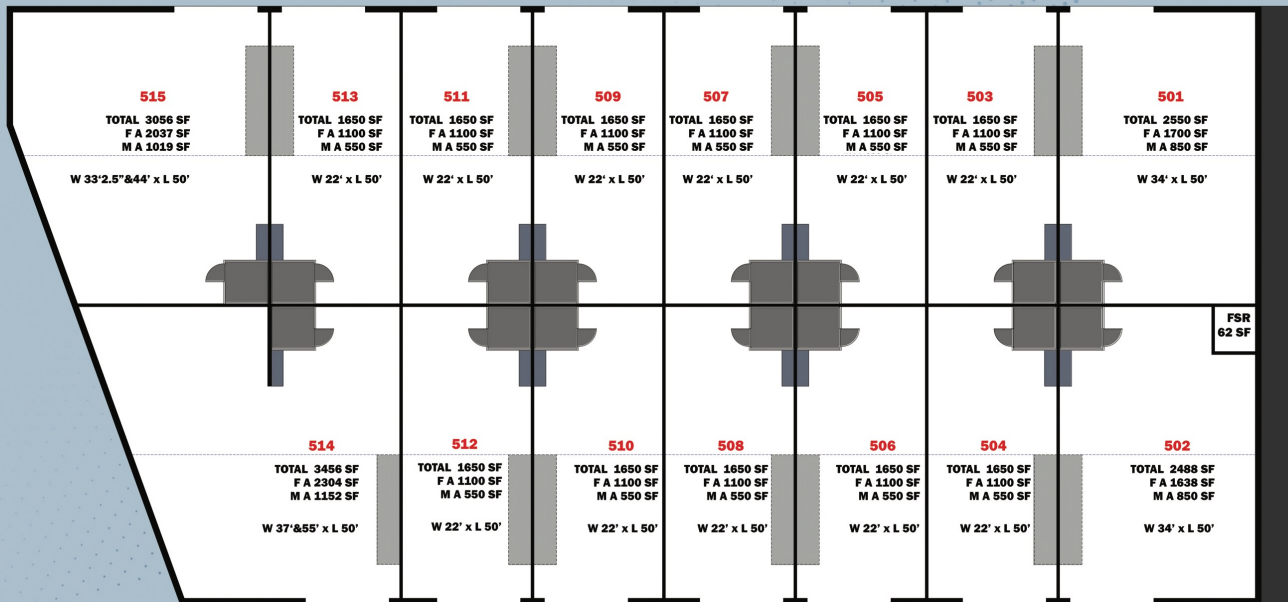 515
TOTAL 3056 SF
F A 2037 SF
M A 1019 SF
W 33‘2.5”&44’ x L 50’
513
TOTAL 1650 SF
F A 1100 SF
M A 550 SF
W 22‘ x L 50’
511
TOTAL 1650 SF
F A 1100 SF
M A 550 SF
W 22‘ x L 50’
509
TOTAL 1650 SF
F A 1100 SF
M A 550 SF
W 22‘ x L 50’
507
TOTAL 1650 SF
F A 1100 SF
M A 550 SF
W 22‘ x L 50’
505
TOTAL 1650 SF
F A 1100 SF
M A 550 SF
W 22‘ x L 50’
503
TOTAL 1650 SF
F A 1100 SF
M A 550 SF
W 22‘ x L 50’
501
TOTAL 2550 SF
F A 1700 SF
M A 850 SF
W 34‘ x L 50’
FSR
62 SF
514
TOTAL 3456 SF
F A 2304 SF
M A 1152 SF
W 37‘&55’ x L 50’
512
TOTAL 1650 SF
F A 1100 SF
M A 550 SF
W 22’ x L 50’
510
TOTAL 1650 SF
F A 1100 SF
M A 550 SF
W 22’ x L 50’
508
TOTAL 1650 SF
F A 1100 SF
M A 550 SF
W 22’ x L 50’
506
TOTAL 1650 SF
F A 1100 SF
M A 550 SF
W 22’ x L 50’
504
TOTAL 1650 SF
F A 1100 SF
M A 550 SF
W 22’ x L 50’
502
TOTAL 2488 SF
F A 1638 SF
M A 850 SF
W 34’ x L 50’